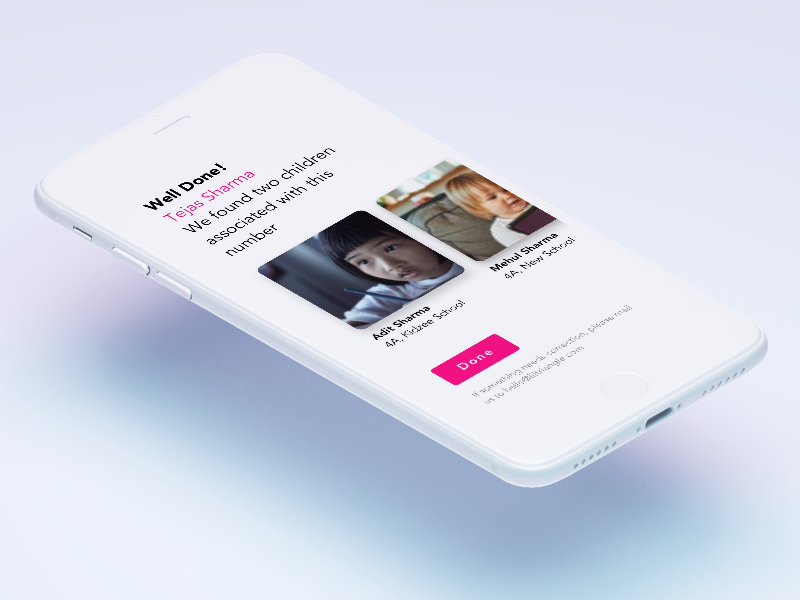 Well Done!
Tejas Sharma
We found two children
associated with this
number
Adit Sharma
4A, Kidzee School
Mehul Sharma
4A, New School
Done
If something needs correction, please mail
us to